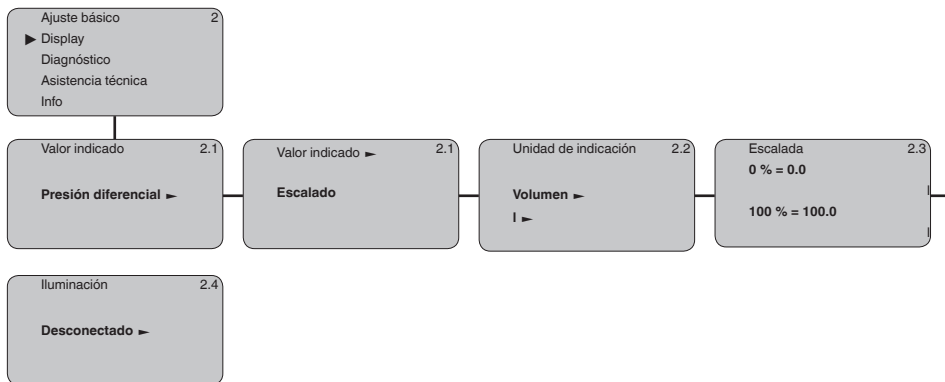 Ajuste básico 2
▶ Display
Diagnóstico
Asistencia técnica
Info
Valor indicado 2.1
Presión diferencial ►
Valor indicado ► 2.1
Escalado
Unidad de indicación 2.2
Volumen ►
l ►
Escalada 2.3
0 % = 0.0
l
100 % = 100.0
l
Iluminación 2.4
Desconectado ►